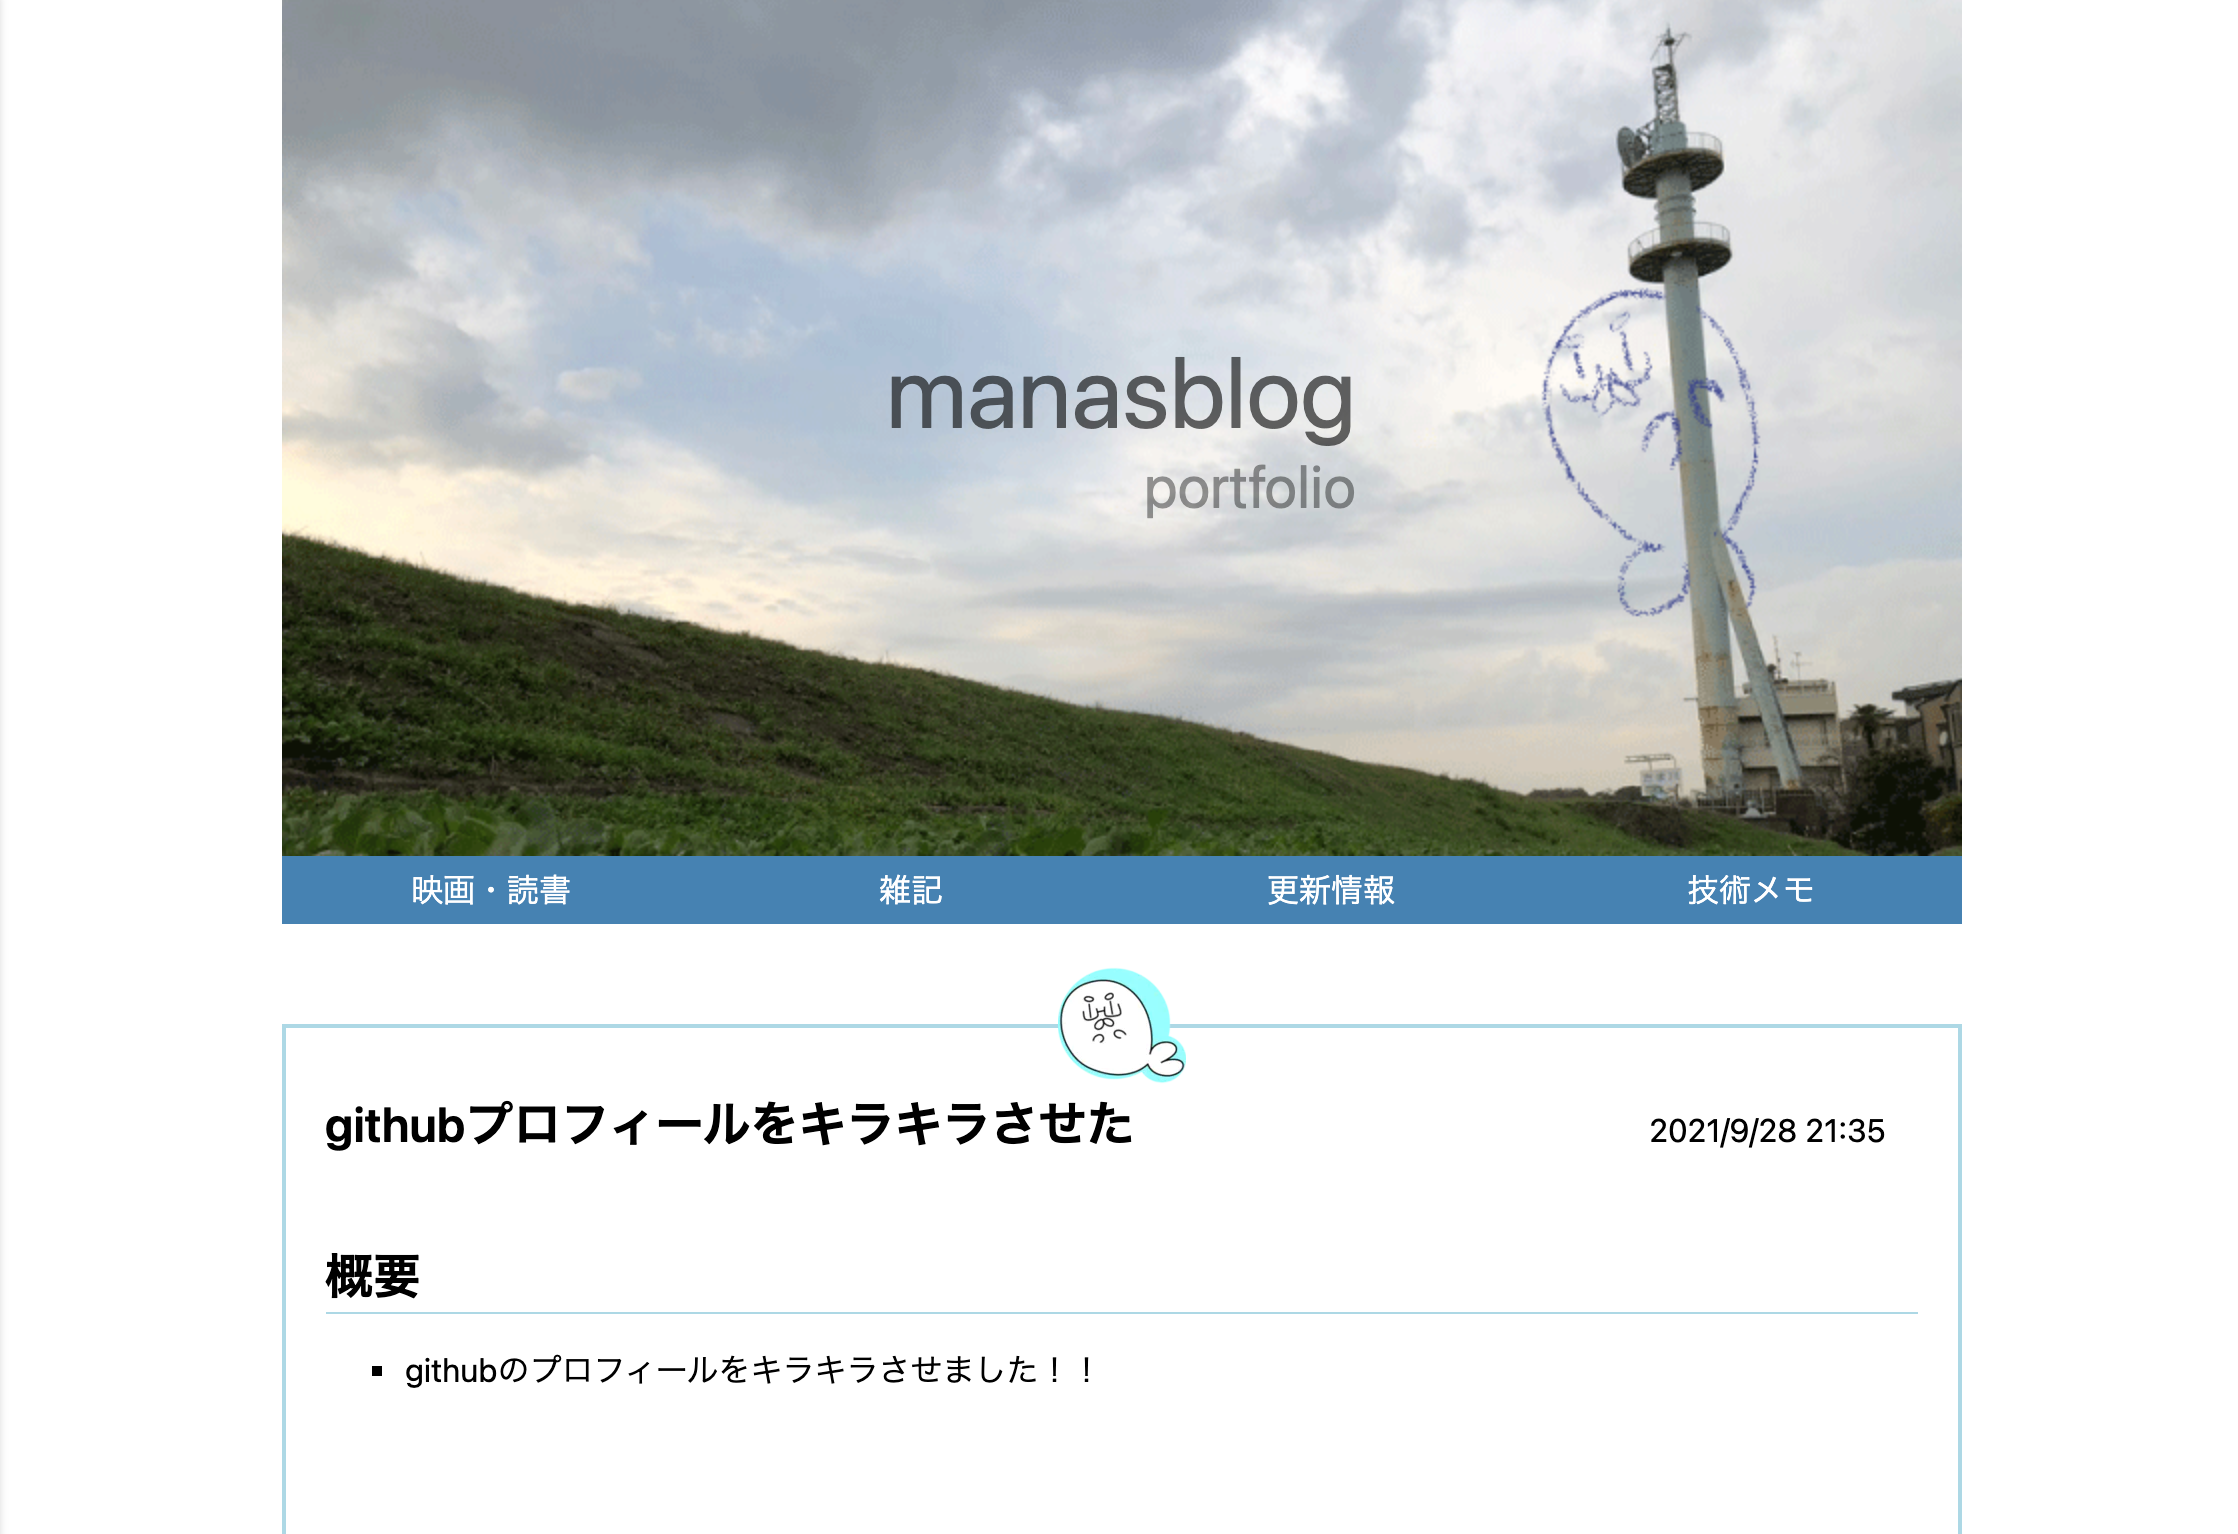 manasblog
portfolio
映画・読書
雑記
更新情報
技術メモ
githubプロフィールをキラキラさせた
2021/9/28 21:35
概要
githubのプロフィールをキラキラさせました！！